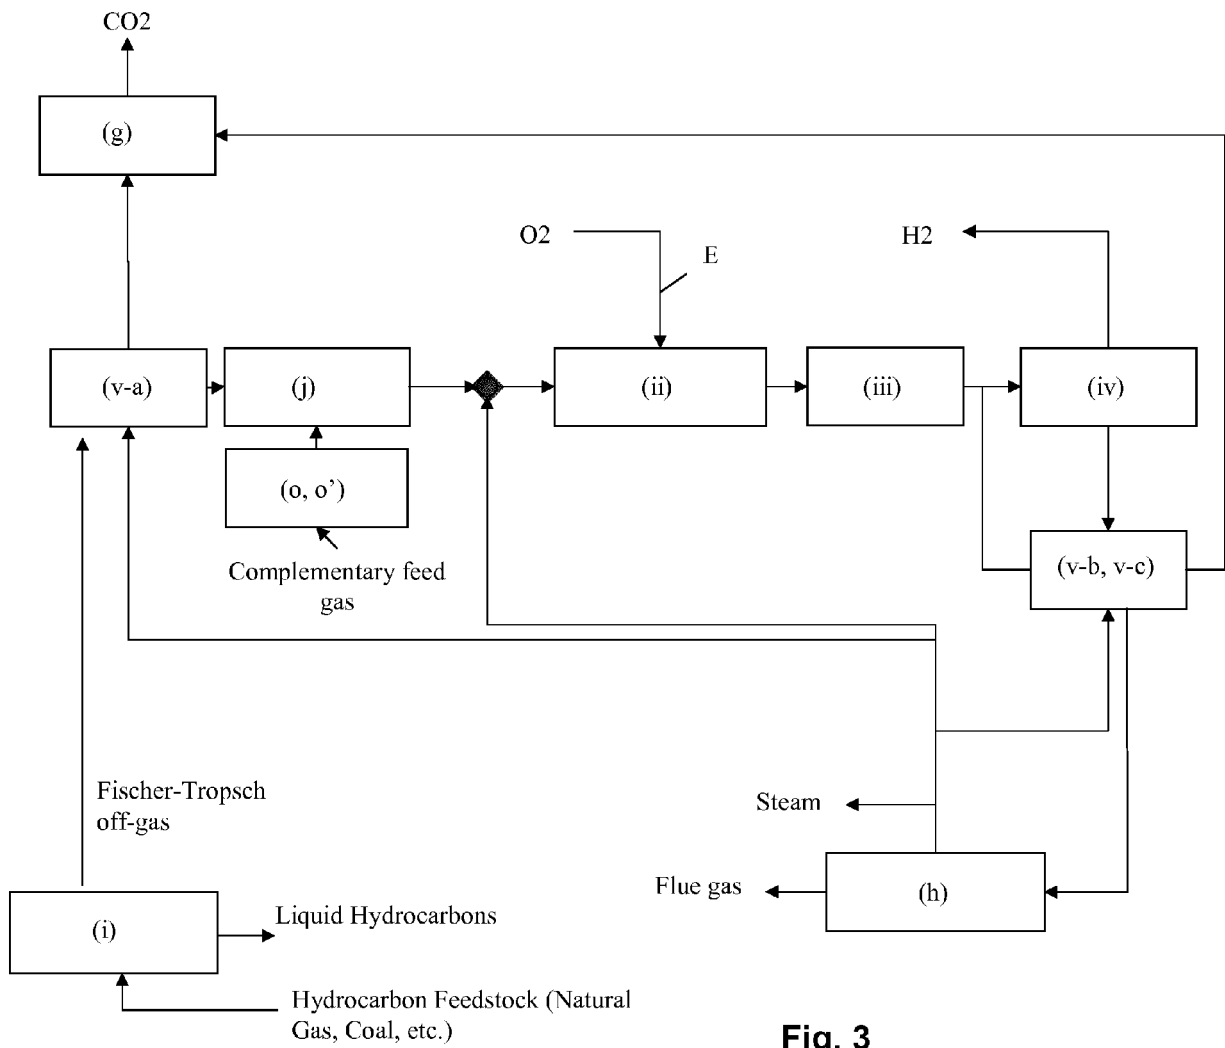 CO2
(g)
O2
H2
E
(v-a)
(j)
(ii)
(iii)
(iv)
(o, o’)
(v-b, v-c)
Complementary feed
gas
Fischer-Tropsch
off-gas
Steam
Flue gas
(h)
Liquid Hydrocarbons
(i)
Hydrocarbon Feedstock (Natural
Gas, Coal, etc.)
Fig. 3